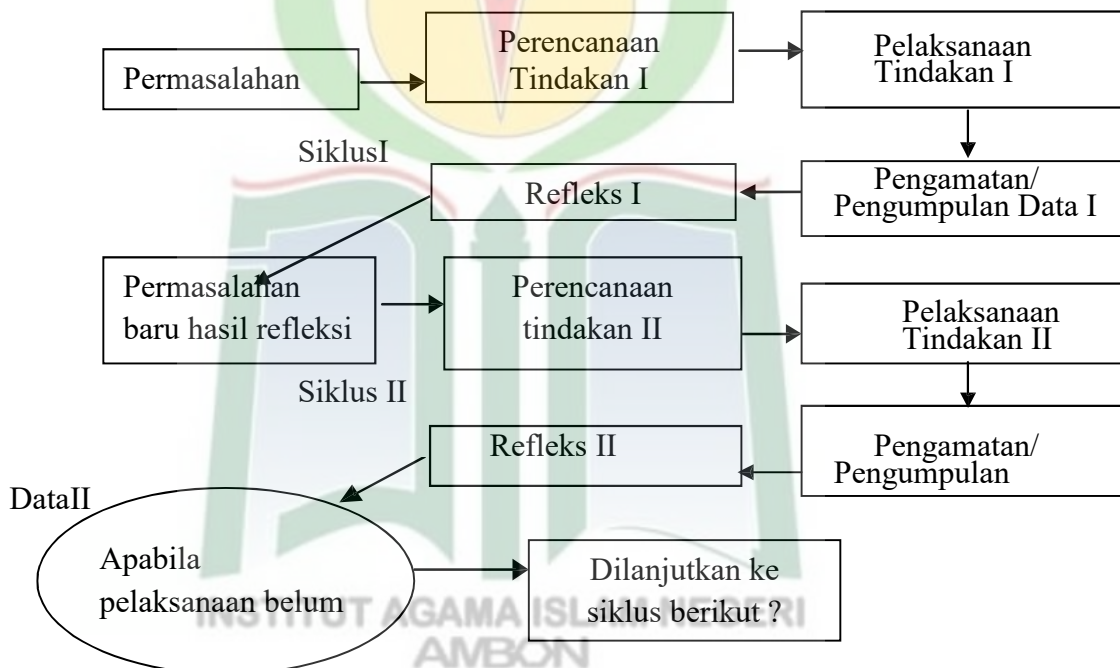 Permasalahan
Perencanaan
Tindakan I
Pelaksanaan
Tindakan I
SiklusI
Refleks I
Pengamatan/
Pengumpulan Data I
Permasalahan
baru hasil refleksi
Perencanaan
tindakan II
Pelaksanaan
Tindakan II
Siklus II
Refleks II
Pengamatan/
Pengumpulan
DataII
Apabila
pelaksanaan belum
Dilanjutkan ke
siklus berikut ?
INSTITUT AGAMA ISLAM NEGERI
AMBON